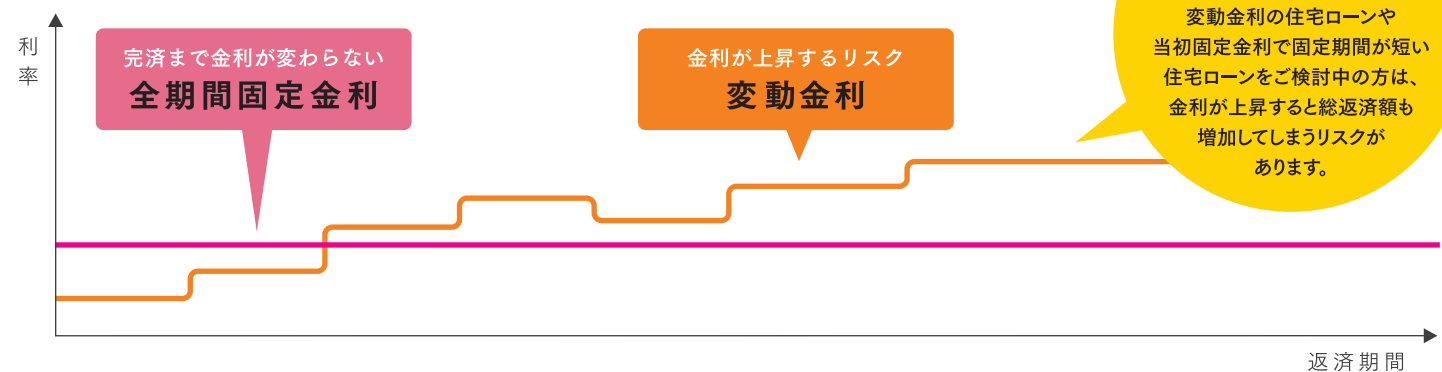 利率
完済まで金利が変わらない
全期間固定金利
金利が上昇するリスク
変動金利
変動金利の住宅ローンや
当初固定金利で固定期間が短い
住宅ローンをご検討中の方は、
金利が上昇すると総返済額も
増加してしまうリスクが
あります。
返済期間